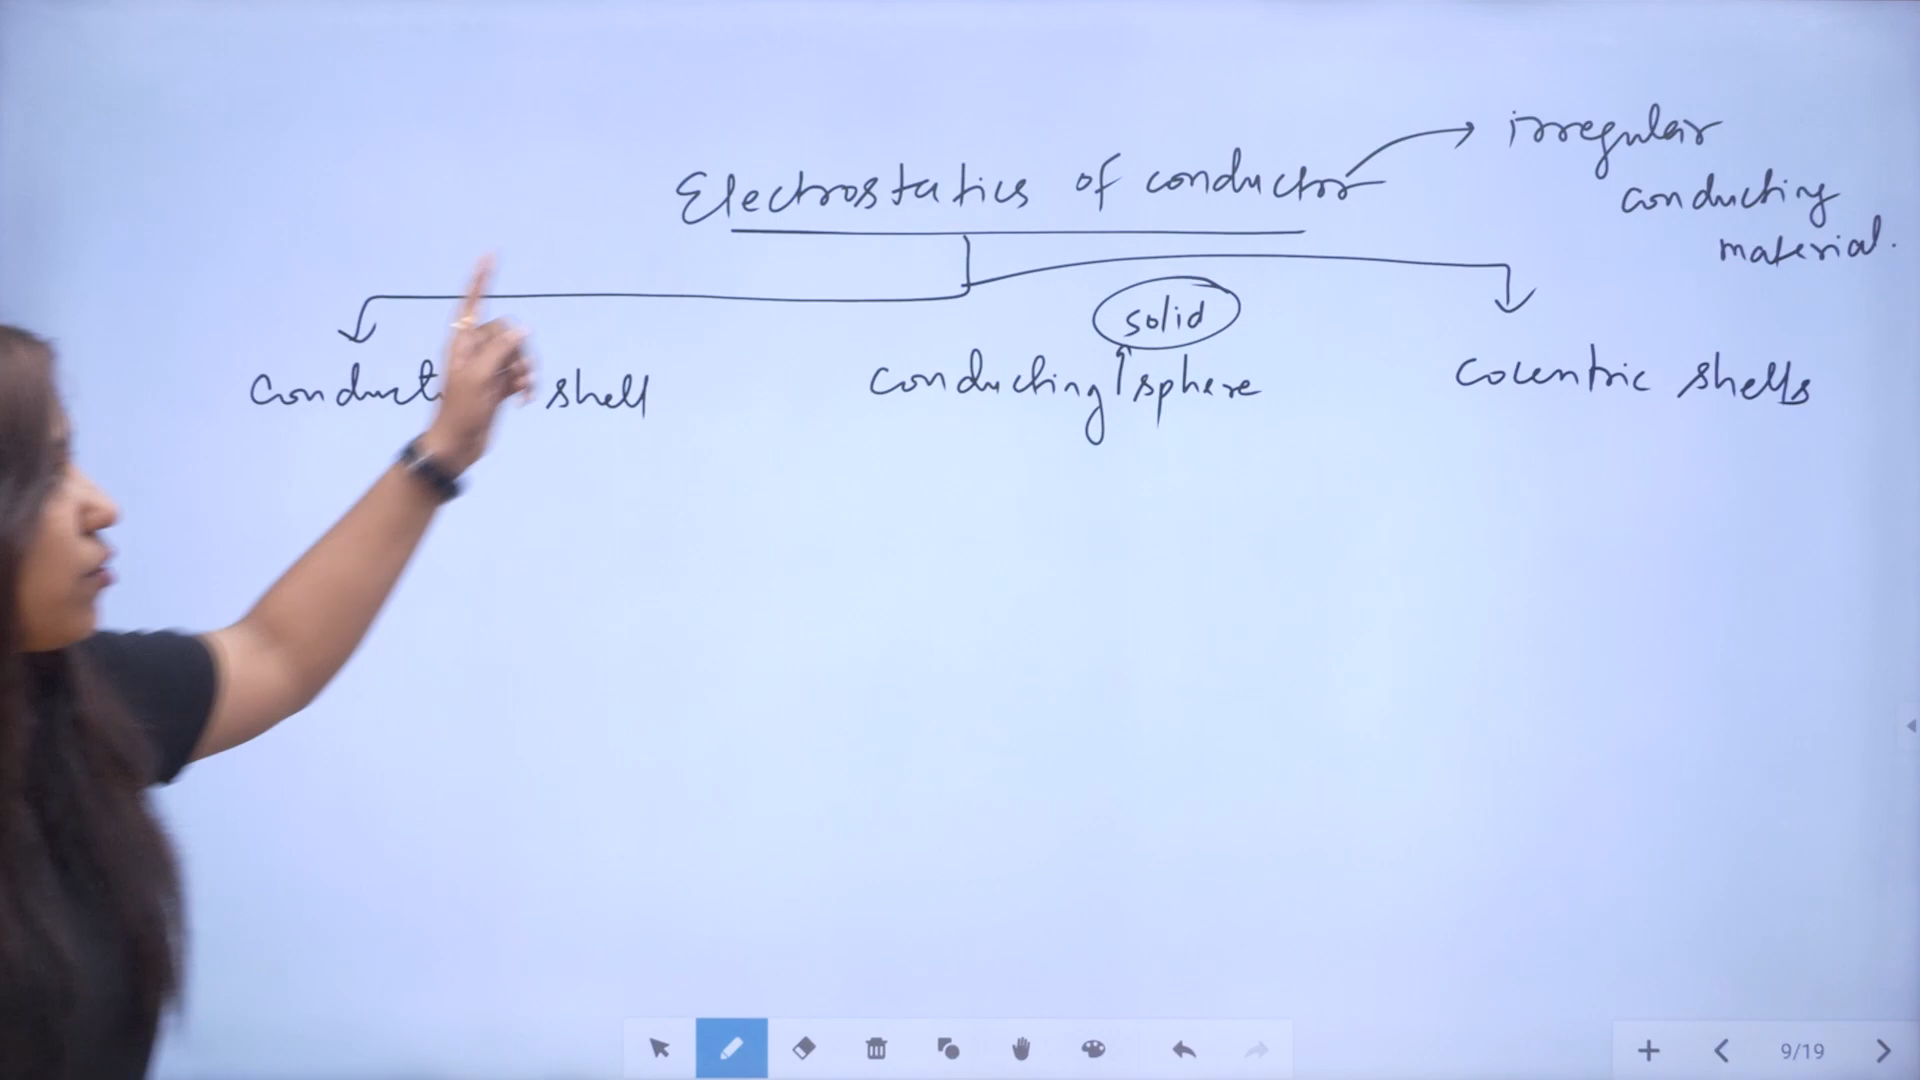 Electrostatics of conductor
irregular
conducting
material.
solid
shell
conducting sphere
cocentric shells
9/19